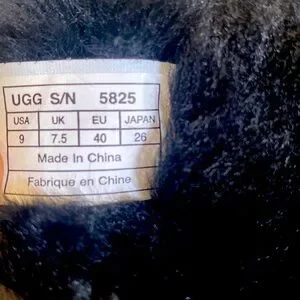 UGG S/N 5825
USA UK EU JAPAN
9 7.5 40 26
Made In China
Fabrique en Chine